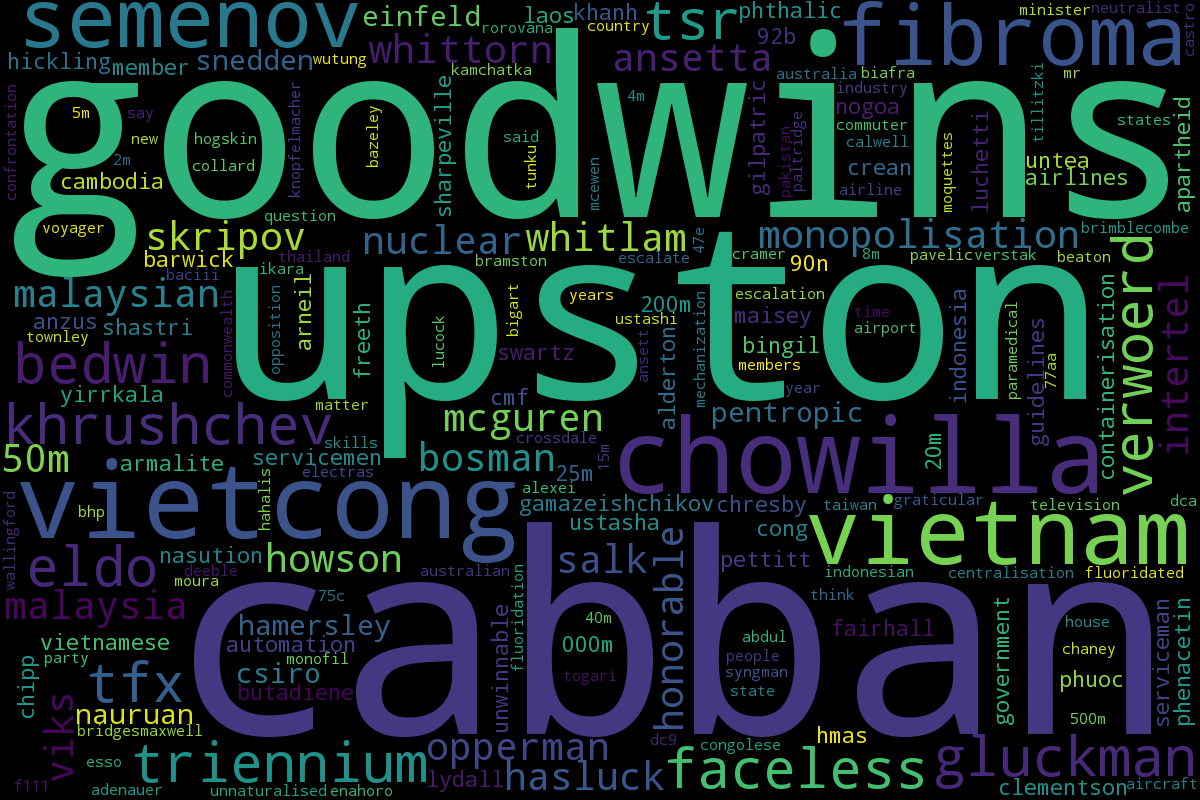 semenov
einfeld
laos
khanh
tsr
phthalic
fibroma
minister
neutralist
castro
rorovana
country
92b
hickling
member
snedden
wutung
whittorn
ansetta
kamchatka
australia
biafra
mr
tillitzki
goodwins
confrontation
5m
say
new
2m
hogskin
collard
knopfelmacher
bazeley
sharpeville
said
tunku
4m
mcewen
gilpatric
pakistan
paltridge
industry
nogoa
commuter
calwell
crean
airline
moquettes
luchetti
untea
airlines
states
apartheid
cambodia
voyager
question
skripov
barwick
thailand
baciii
ikara
nuclear
whitlam
bramston
escalate
47e
cramer
monopolisation
90n
8m
pavelic
verstak
beaton
brimblecombe
upston
malaysian
anzus
shastri
townley
commonwealth
opposition
arneil
freeth
lucock
bigart
years
ustashi
200m
swartz
ansett
mechanization
escalation
maisey
bingil
members
time
airport
year
indonesia
paramedical
guidelines
77aa
containerisation
verwoerd
intertel
bedwin
yirrkala
matter
cmf
alderton
pentropic
khrushchev
mcguren
chowilla
skills
crossdale
15m
20m
50m
armalite
servicemen
bosman
25m
electras
alexei
vietcong
bhp
hahalis
gamazeishchikov
chresby
taiwan
graticular
television
dca
wallingford
ustasha
cong
vietnam
eldo
nasution
howson
salk
honorable
pettitt
deeble
moura
australian
indonesian
centralisation
fluoridated
cabban
malaysia
75c
fluoridation
think
hamersley
40m
vietnamese
automation
000m
abdul
fairhall
government
house
serviceman
phenacetin
party
monofil
unwinnable
people
chaney
chipp
tfx
csiro
butadiene
togari
syngman
state
phuoc
viks
nauruan
bridgesmaxwell
500m
esso
triennium
opperman
dc9
congolese
hmas
gluckman
f111
adenauer
unnaturalised
enahoro
lydall
hasluck
faceless
clementson
aircraft